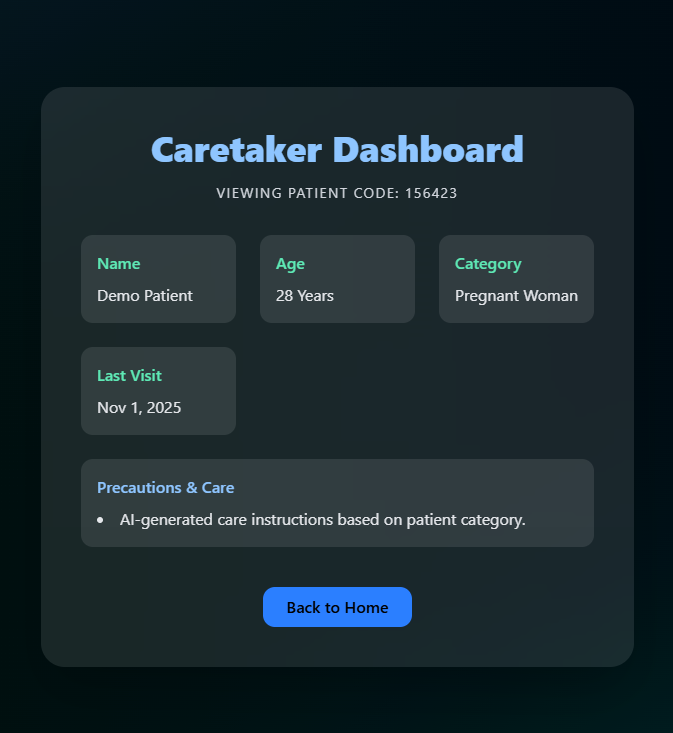 Caretaker Dashboard
VIEWING PATIENT CODE: 156423
Name
Demo Patient
Age
28 Years
Category
Pregnant Woman
Last Visit
Nov 1, 2025
Precautions & Care
• AI-generated care instructions based on patient category.
Back to Home